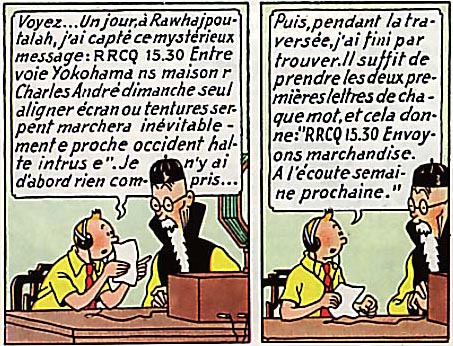 Voyez...Un jour, à Rawhajpou-
talah, j'ai capté ce mystérieux
message: RRCQ 15.30 Entre
voie Yokohama ns maison r
Charles André dimanche seul
aligner écran ou tentures ser-
pent marchera inévitable-
ment e proche occident hal-
te intrus e". Je n'y ai
d'abord rien com- pris...
Puis, pendant la tra-
versée, j'ai fini par
trouver. Il suffit de
prendre les deux pre-
mières lettres de cha-
que mot, et cela don-
ne: "RRCQ 15.30 Envoy-
ons marchandise.
A l'écoute semai-
ne prochaine."